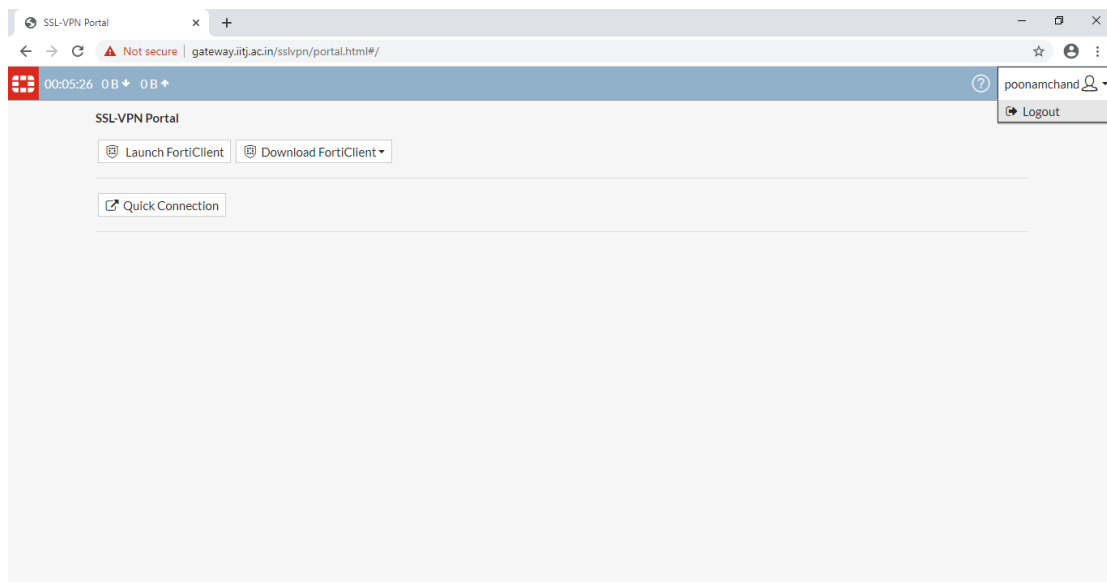 SSL-VPN Portal
Not secure | gateway.iitj.ac.in/sslvpn/portal.html#/
00:05:26 0 B 0 B
poonamchand
Logout
SSL-VPN Portal
Launch FortiClient Download FortiClient
Quick Connection